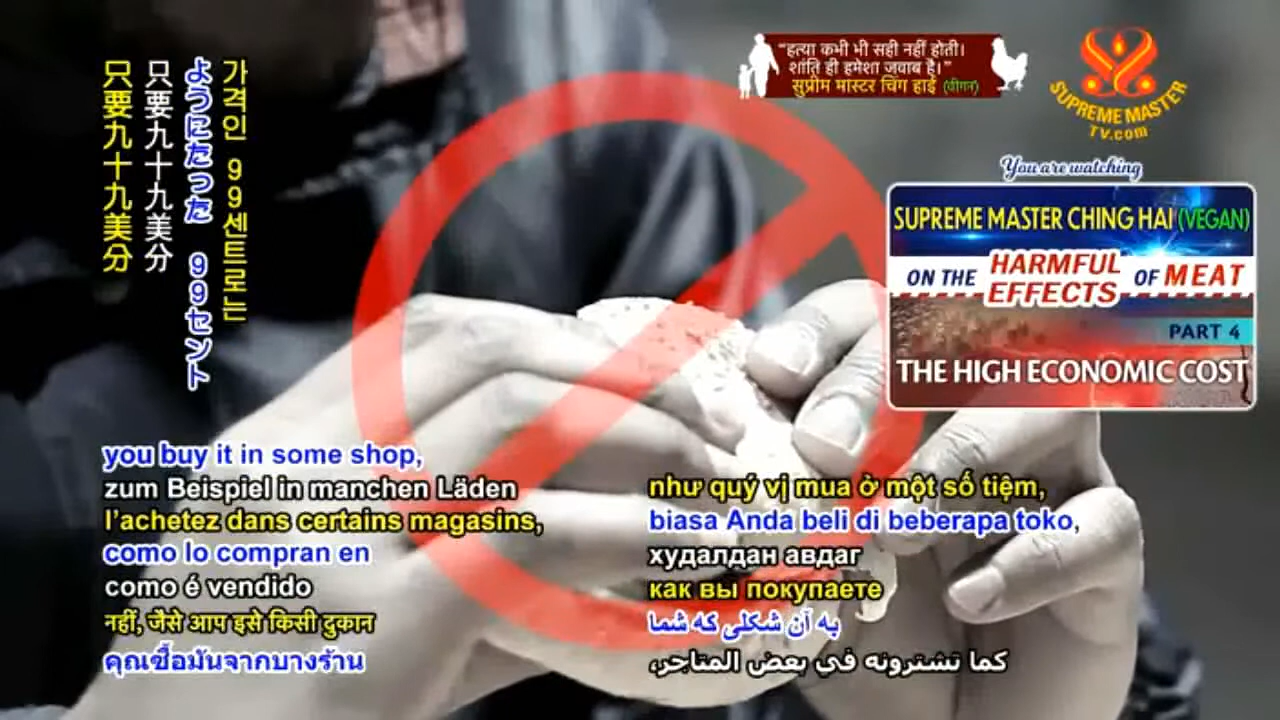 가격인 99센트로는
ようにたった 99セント
只要九十九美分
只要九十九美分
"हत्या कभी भी सही नहीं होती।
शांति ही हमेशा जवाब है।"
सुप्रीम मास्टर चिंग हाई (वीगन)
SUPREME MASTER
TV.com
You are watching
SUPREME MASTER CHING HAI (VEGAN)
ON THE HARMFUL EFFECTS OF MEAT
PART 4
THE HIGH ECONOMIC COST
you buy it in some shop,
zum Beispiel in manchen Läden
l'achetez dans certains magasins,
como lo compran en
como é vendido
नहीं, जैसे आप इसे किसी दुकान
คุณซื้อมันจากบางร้าน
như quý vị mua ở một số tiệm,
biasa Anda beli di beberapa toko,
худалдан авдаг
как вы покупаете
به آن شکلی که شما
كما تشترونه في بعض المتاجر،